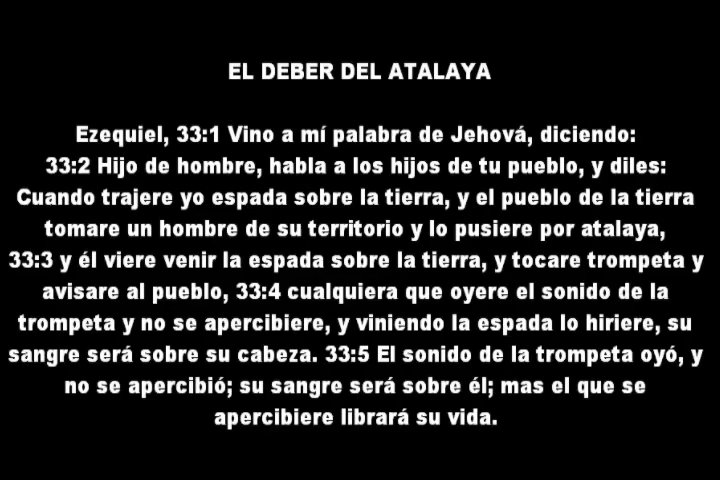 EL DEBER DEL ATALAYA
Ezequiel, 33:1 Vino a mí palabra de Jehová, diciendo:
33:2 Hijo de hombre, habla a los hijos de tu pueblo, y diles:
Cuando trajere yo espada sobre la tierra, y el pueblo de la tierra
tomare un hombre de su territorio y lo pusiere por atalaya,
33:3 y él viere venir la espada sobre la tierra, y tocare trompeta y
avisare al pueblo, 33:4 cualquiera que oyere el sonido de la
trompeta y no se apercibiere, y viniendo la espada lo hiriere, su
sangre será sobre su cabeza. 33:5 El sonido de la trompeta oyó, y
no se apercibió; su sangre será sobre él; mas el que se
apercibiere librará su vida.